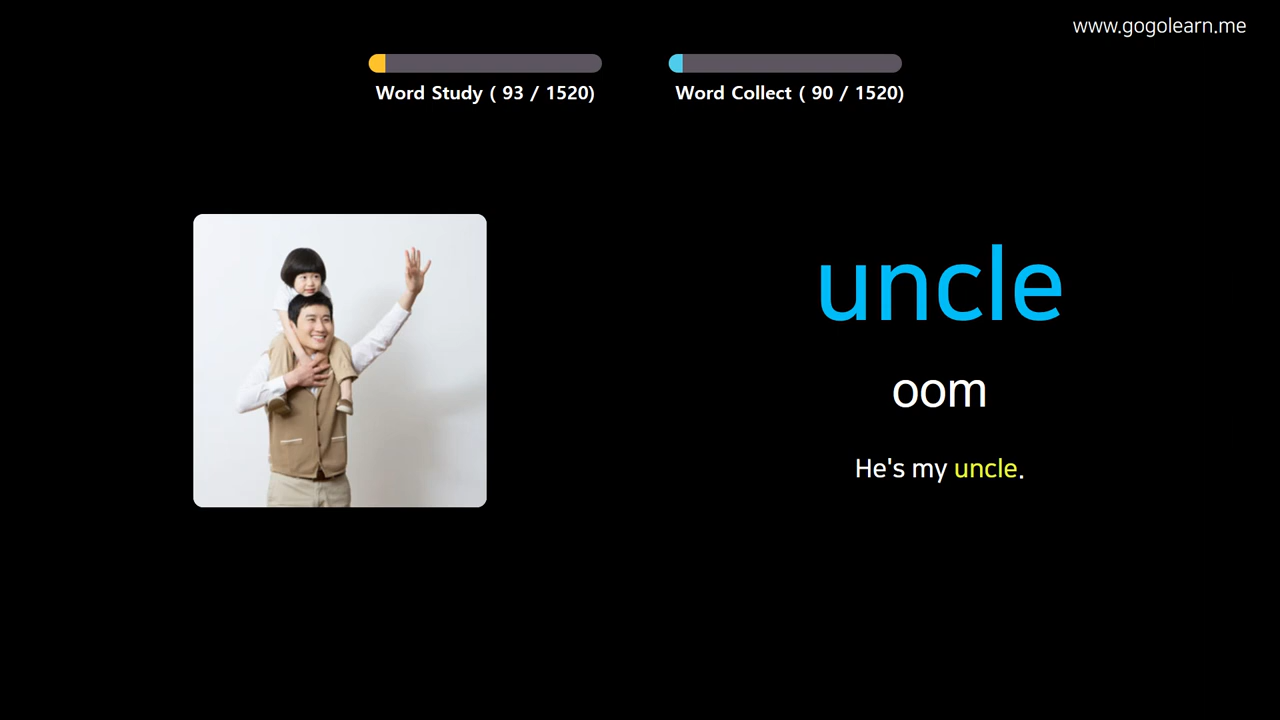 www.gogolearn.me
Word Study ( 93 / 1520)
Word Collect ( 90 / 1520)
uncle
oom
He's my uncle.